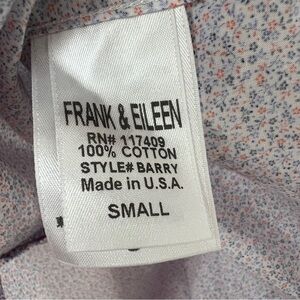 FRANK & EILEEN
RN# 117409
100% COTTON
STYLE# BARRY
Made in U.S.A.
SMALL